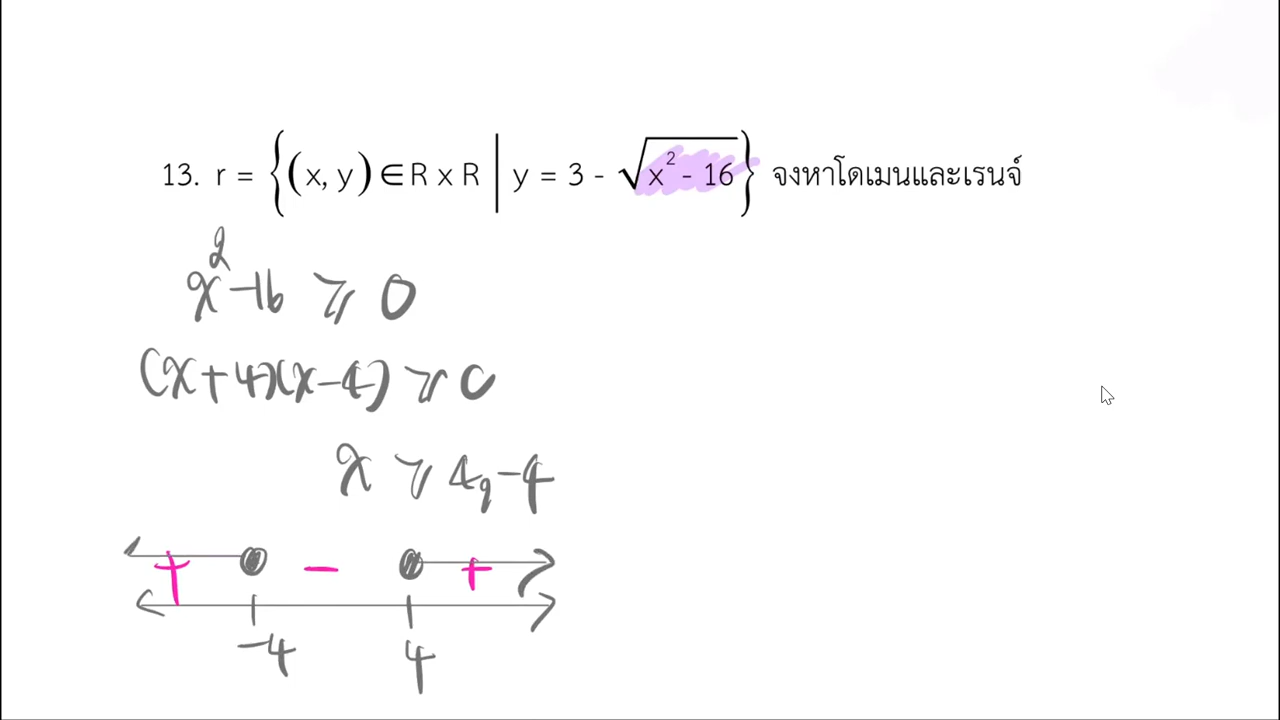 13. r = {(x, y) ∈ R x R | y = 3 - √(x² - 16)} จงหาโดเมนและเรนจ์
x² -16 ≥ 0
(x+4)(x-4) ≥ 0
x ≥ 4, -4
+ - +
-4 4